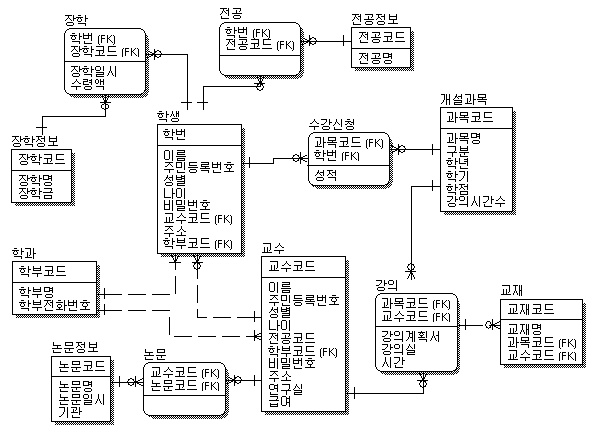 장학
학번 (FK)
장학코드 (FK)
장학일시
수령액
전공
학번 (FK)
전공코드 (FK)
전공정보
전공코드
전공명
장학정보
장학코드
장학명
장학금
학생
학번
이름
주민등록번호
성별
나이
비밀번호
교수코드 (FK)
주소
학부코드 (FK)
수강신청
과목코드 (FK)
학번 (FK)
성적
개설과목
과목코드
과목명
구분
학년
학기
학점
강의시간수
학과
학부코드
학부명
학부전화번호
교수
교수코드
이름
주민등록번호
성별
나이
전공코드
학부코드 (FK)
비밀번호
주소
연구실
급여
강의
과목코드 (FK)
교수코드 (FK)
강의계획서
강의실
시간
교재
교재코드
교재명
과목코드 (FK)
교수코드 (FK)
논문정보
논문코드
논문명
논문일시
기관
논문
교수코드 (FK)
논문코드 (FK)